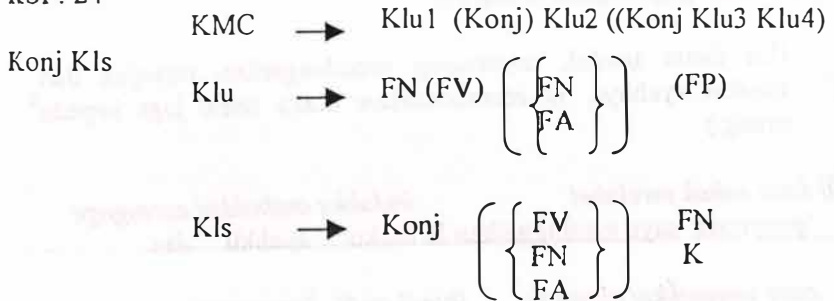 KMC → Klu1 (Konj) Klu2 ((Konj Klu3 Klu4)
Konj Kls
Klu → FN (FV) ({FN FA}) (FP)
Kls → Konj ({FV FN FA}) FN K